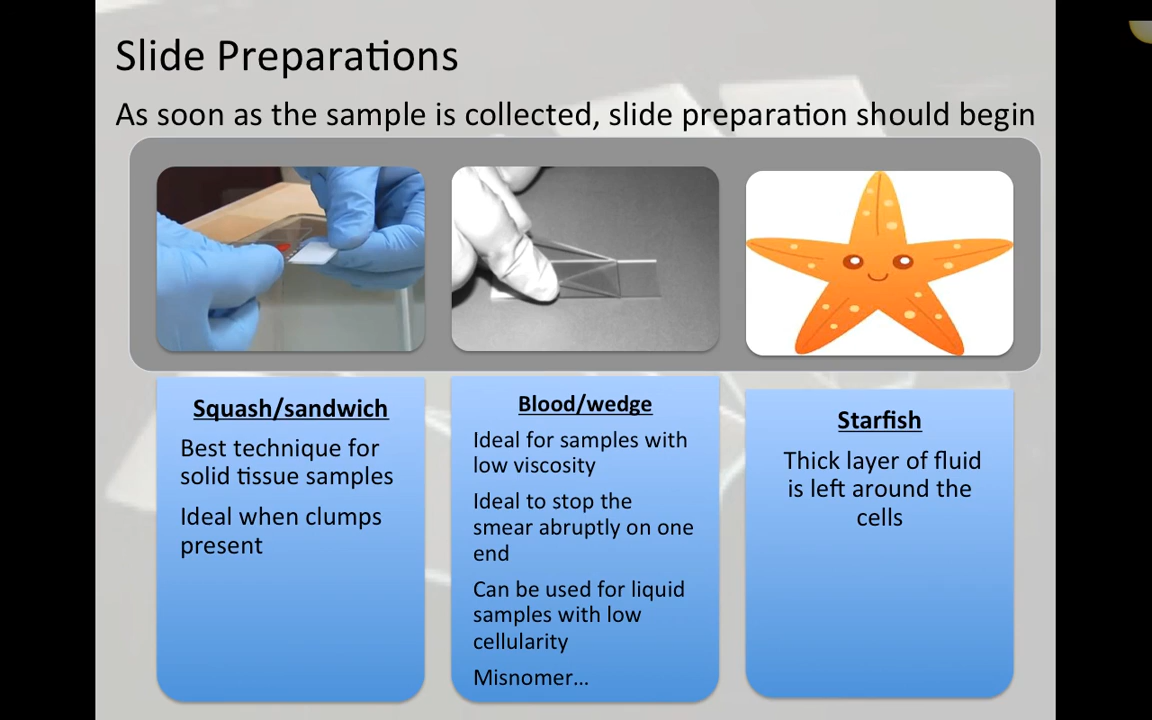 Slide Preparations
As soon as the sample is collected, slide preparation should begin
Squash/sandwich
Best technique for
solid tissue samples
Ideal when clumps
present
Blood/wedge
Ideal for samples with
low viscosity
Ideal to stop the
smear abruptly on one
end
Can be used for liquid
samples with low
cellularity
Misnomer...
Starfish
Thick layer of fluid
is left around the
cells